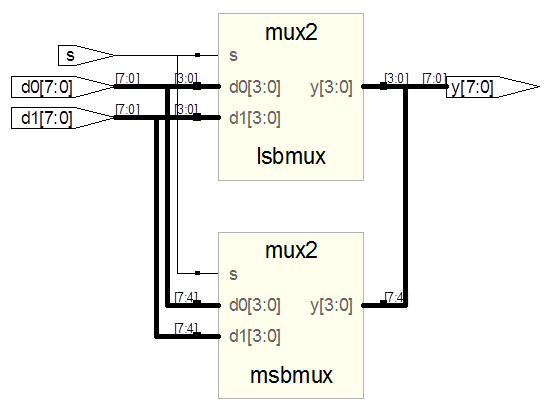 mux2
s
s
[7:0]
[3:0]
[3:0]
[7:0]
d0[7:0]
d0[3:0]
y[3:0]
y[7:0]
[7:0]
[3:0]
d1[7:0]
d1[3:0]
lsbmux
mux2
s
[7:4]
[7:4]
d0[3:0]
y[3:0]
[7:4]
d1[3:0]
msbmux